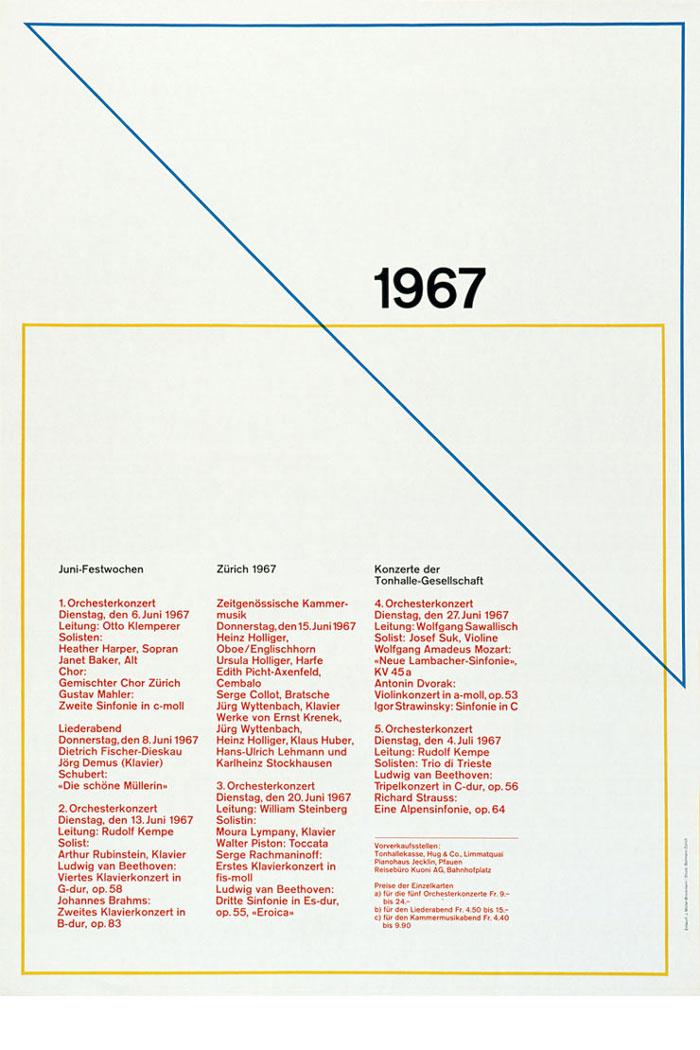 1967
Juni-Festwochen
1. Orchesterkonzert
Dienstag, den 6. Juni 1967
Leitung: Otto Klemperer
Solisten:
Heather Harper, Sopran
Janet Baker, Alt
Chor:
Gemischter Chor Zürich
Gustav Mahler:
Zweite Sinfonie in c-moll
Liederabend
Donnerstag, den 8. Juni 1967
Dietrich Fischer-Dieskau
Jörg Demus (Klavier)
Schubert:
«Die schöne Müllerin»
2. Orchesterkonzert
Dienstag, den 13. Juni 1967
Leitung: Rudolf Kempe
Solist:
Arthur Rubinstein, Klavier
Ludwig van Beethoven:
Viertes Klavierkonzert in
G-dur, op. 58
Johannes Brahms:
Zweites Klavierkonzert in
B-dur, op. 83
Zürich 1967
Zeitgenössische Kammer-
musik
Donnerstag, den 15. Juni 1967
Heinz Holliger,
Oboe/Englischhorn
Ursula Holliger, Harfe
Edith Picht-Axenfeld,
Cembalo
Serge Collot, Bratsche
Jürg Wyttenbach, Klavier
Werke von Ernst Krenek,
Jürg Wyttenbach,
Heinz Holliger, Klaus Huber,
Hans-Ulrich Lehmann und
Karlheinz Stockhausen
3. Orchesterkonzert
Dienstag, den 20. Juni 1967
Leitung: William Steinberg
Solistin:
Moura Lympany, Klavier
Walter Piston: Toccata
Serge Rachmaninoff:
Erstes Klavierkonzert in
fis-moll
Ludwig van Beethoven:
Dritte Sinfonie in Es-dur,
op. 55, «Eroica»
Konzerte der
Tonhalle-Gesellschaft
4. Orchesterkonzert
Dienstag, den 27. Juni 1967
Leitung: Wolfgang Sawallisch
Solist: Josef Suk, Violine
Wolfgang Amadeus Mozart:
«Neue Lambacher-Sinfonie»,
KV 45 a
Antonin Dvorak:
Violinkonzert in a-moll, op. 53
Igor Strawinsky: Sinfonie in C
5. Orchesterkonzert
Dienstag, den 4. Juli 1967
Leitung: Rudolf Kempe
Solisten: Trio di Trieste
Ludwig van Beethoven:
Tripelkonzert in C-dur, op. 56
Richard Strauss:
Eine Alpensinfonie, op. 64
Vorverkaufsstellen:
Tonhallekasse, Hug & Co., Limmatquai
Pianohaus Jecklin, Pfauen
Reisebüro Kuoni AG, Bahnhofplatz
Preise der Einzelkarten
a) für die fünf Orchesterkonzerte Fr. 9.–
bis 24.–
b) für den Liederabend Fr. 4.50 bis 15.–
c) für den Kammermusikabend Fr. 4.40
bis 9.90